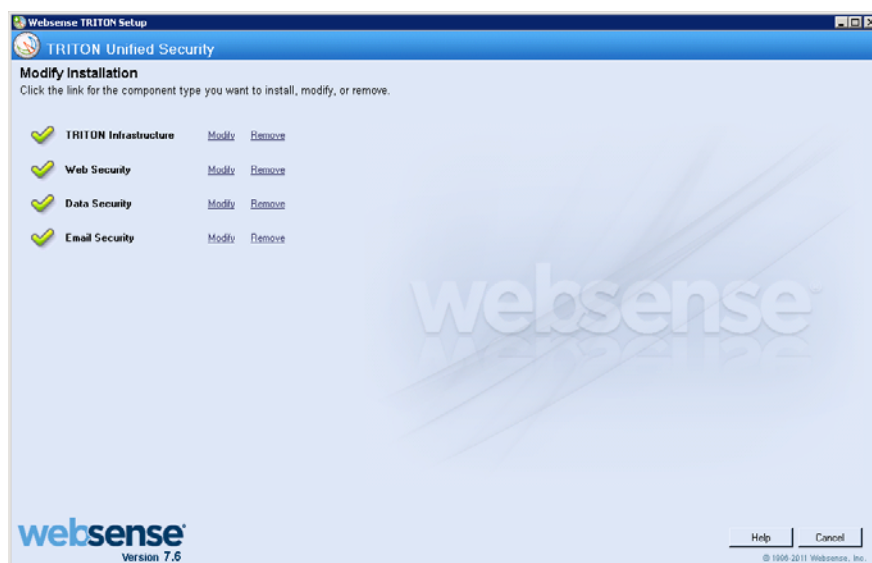 Websense TRITON Setup
TRITON Unified Security
Modify Installation
Click the link for the component type you want to install, modify, or remove.
TRITON Infrastructure Modify Remove
Web Security Modify Remove
Data Security Modify Remove
Email Security Modify Remove
websense
websense
Version 7.6
Help Cancel
© 1996-2011 Websense, Inc.